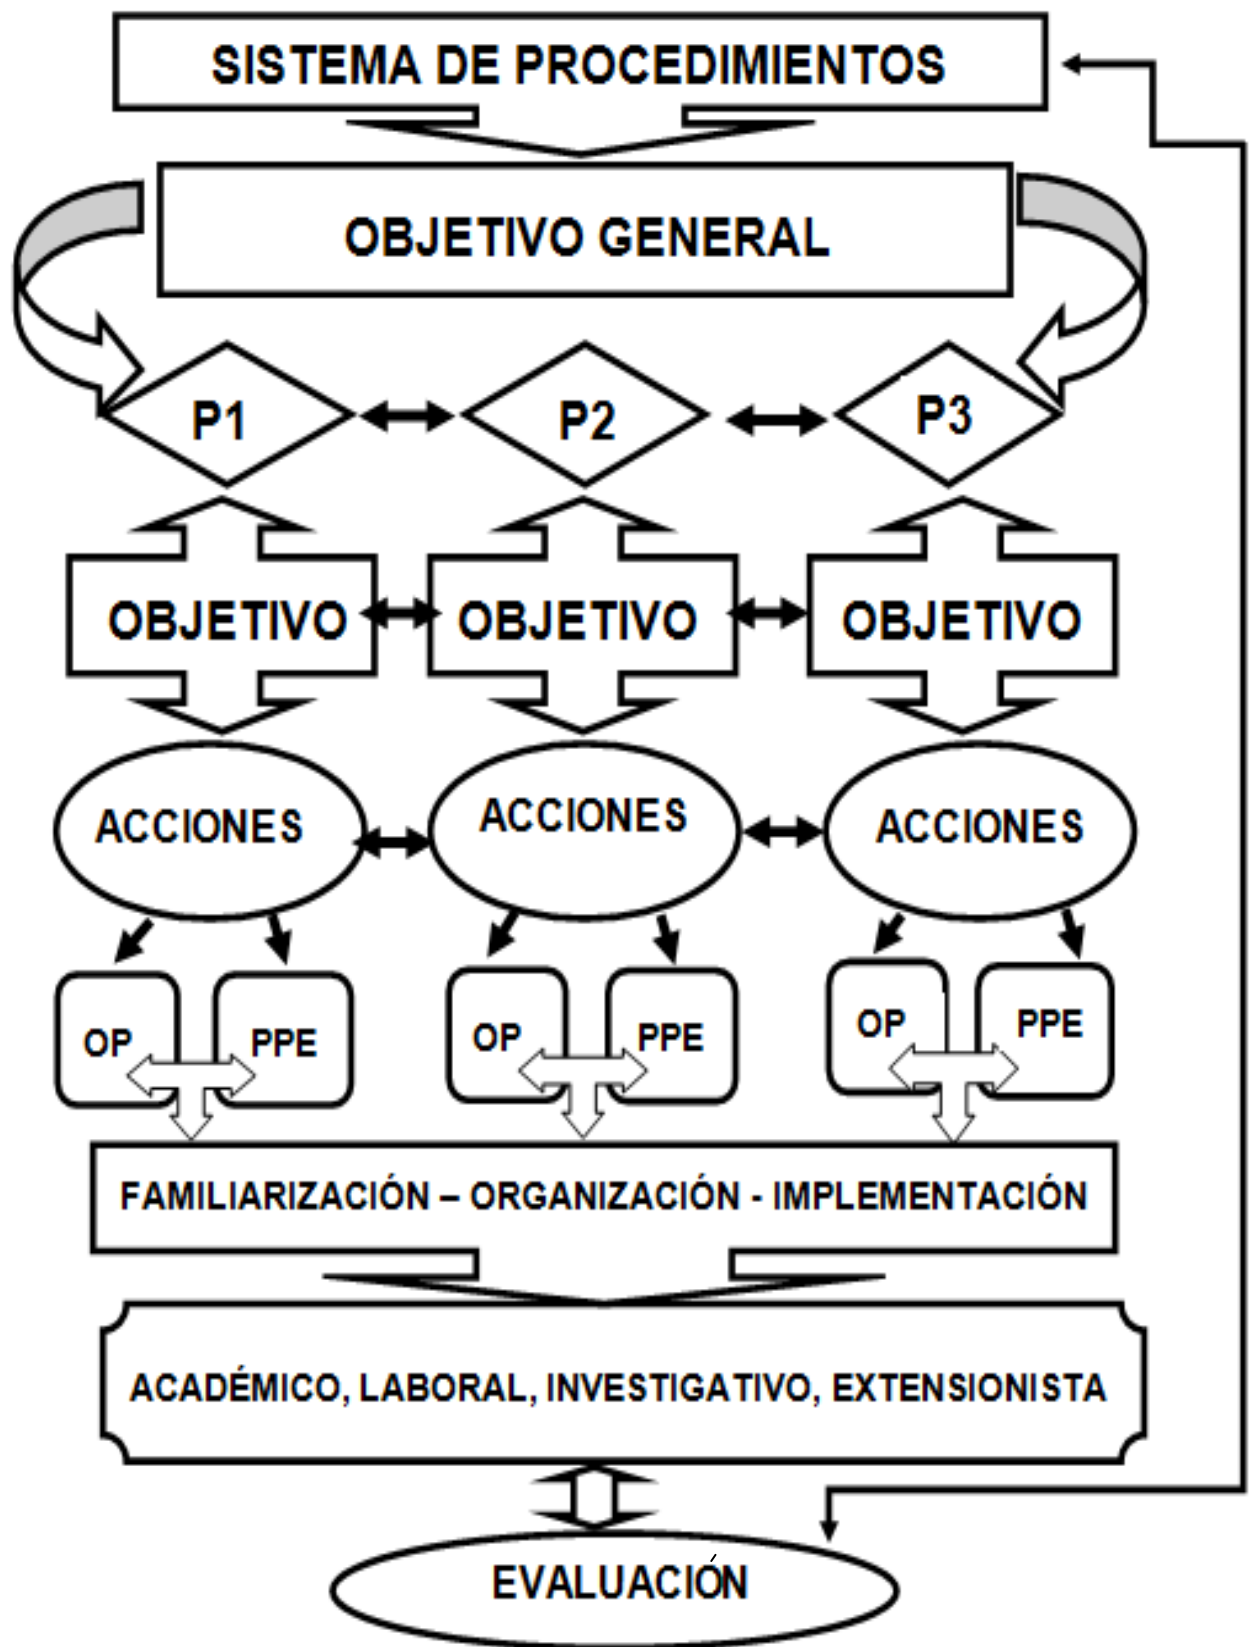 SISTEMA DE PROCEDIMIENTOS
OBJETIVO GENERAL
P1
P2
P3
OBJETIVO
OBJETIVO
OBJETIVO
ACCIONES
ACCIONES
ACCIONES
OP
PPE
OP
PPE
OP
PPE
FAMILIARIZACIÓN – ORGANIZACIÓN - IMPLEMENTACIÓN
ACADÉMICO, LABORAL, INVESTIGATIVO, EXTENSIONISTA
EVALUACIÓN